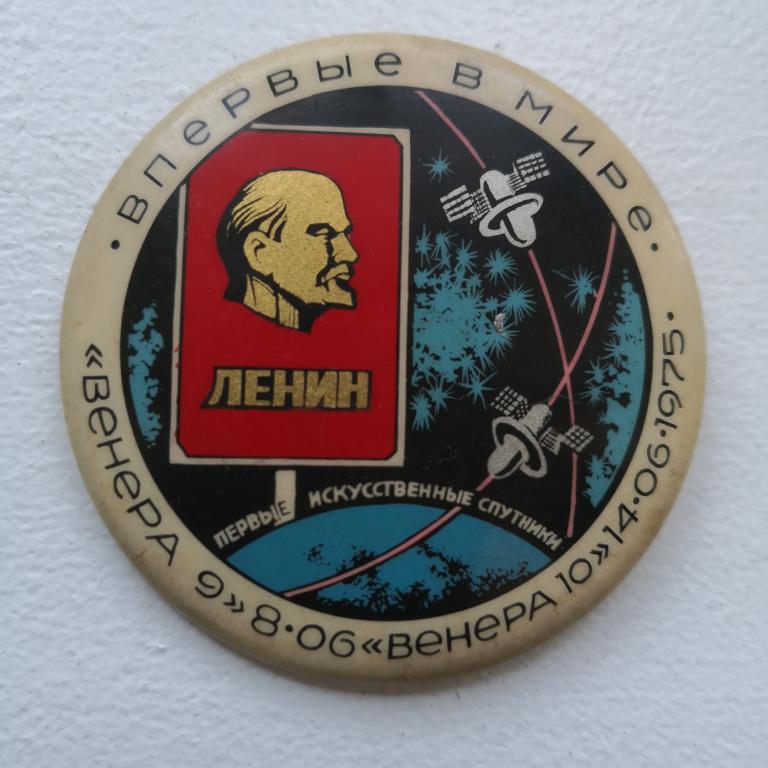 • ВПЕРВЫЕ В МИРЕ •
ЛЕНИН
ПЕРВЫЕ ИСКУССТВЕННЫЕ СПУТНИКИ
«ВЕНЕРА 9» 8•06 «ВЕНЕРА 10» 14•06•1975•